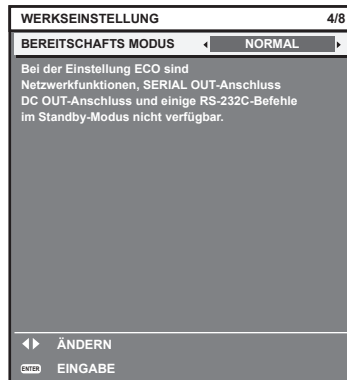 WERKSEINSTELLUNG 4/8
BEREITSCHAFTS MODUS NORMAL
Bei der Einstellung ECO sind
Netzwerkfunktionen, SERIAL OUT-Anschluss
DC OUT-Anschluss und einige RS-232C-Befehle
im Standby-Modus nicht verfügbar.
ÄNDERN
ENTER EINGABE